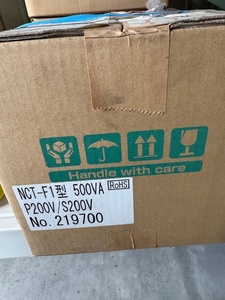 Handle with care
NCT-F1型 500VA RoHS
P200V/S200V
No. 219700